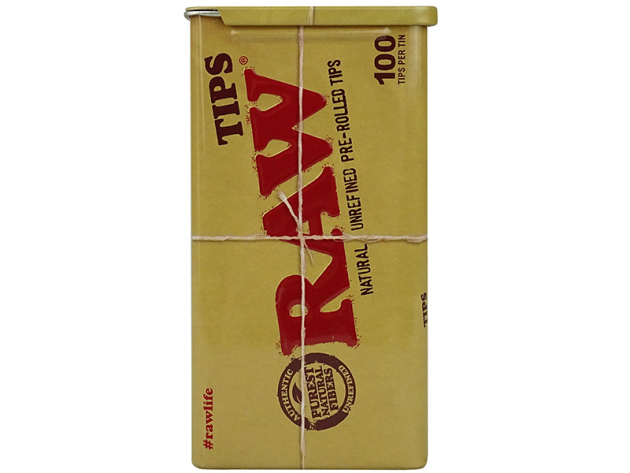 TIPS
RAW®
NATURAL UNREFINED PRE-ROLLED TIPS
100
TIPS PER TIN
AUTHENTIC
PUREST
NATURAL
FIBERS
UNREFINED
#rawlife
TIPS